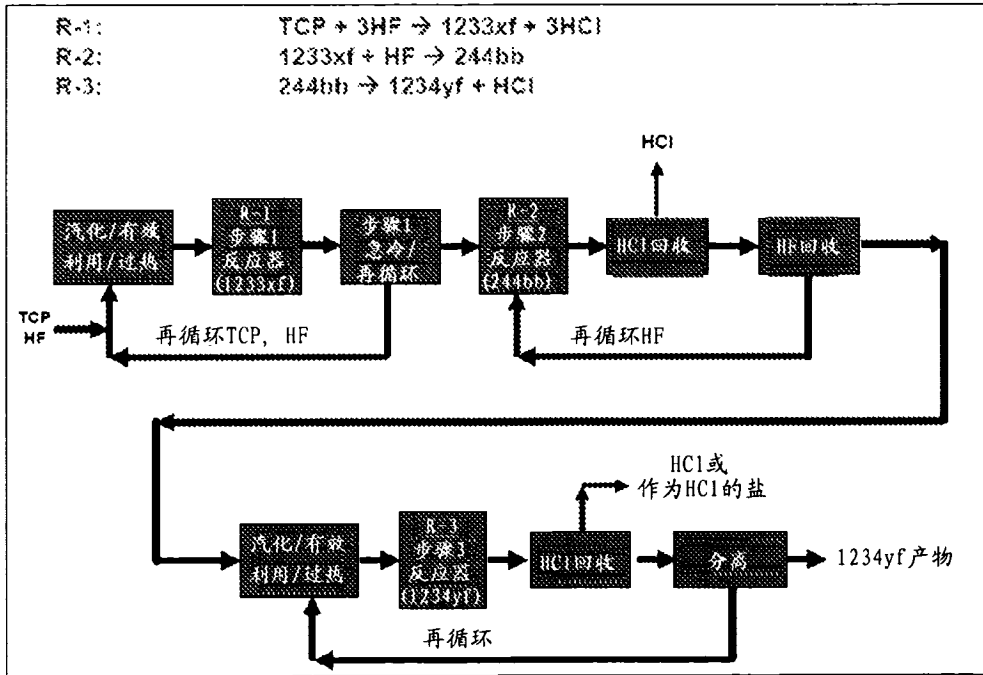 R-1: TCP + 3HF → 1233xf + 3HCl
R-2: 1233xf + HF → 244bb
R-3: 244bb → 1234yf + HCl
HCl
汽化/有效
利用/过热
R-1
步骤1
反应器
(1233xf)
步骤1
急冷/
再循环
R-2
步骤2
反应器
(244bb)
HCl回收
HF回收
TCP
HF
再循环TCP, HF
再循环HF
HCl或
作为HCl的盐
汽化/有效
利用/过热
R-3
步骤3
反应器
(1234yf)
HCl回收
分离
1234yf产物
再循环